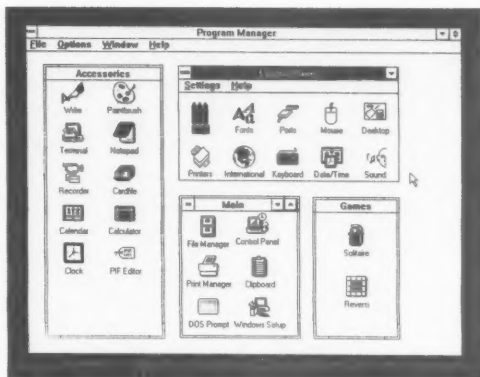 Program Manager
File Options Window Help
Accessories
Write Paintbrush
Terminal Notepad
Recorder Cardfile
Calendar Calculator
Clock PIF Editor
Settings Help
Fonts Ports Mouse Desktop
Printers International Keyboard Date/Time Sound
Main
File Manager Control Panel
Print Manager Clipboard
DOS Prompt Windows Setup
Games
Solitaire
Reversi